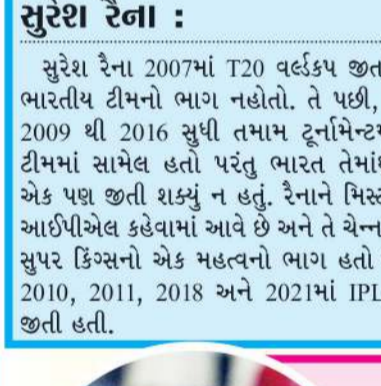 સુરેશ રૈના :
સુરેશ રૈના 2007માં T20 વર્લ્ડકપ જીત
ભારતીય ટીમનો ભાગ નહોતો. તે પછી,
2009 થી 2016 સુધી તમામ ટૂર્નામેન્ટમ
ટીમમાં સામેલ હતો પરંતુ ભારત તેમાં
એક પણ જીતી શક્યું ન હતું. રૈનાને મિસ્
આઈપીએલ કહેવામાં આવે છે અને તે ચેન્ન
સુપર કિંગ્સનો એક મહત્વનો ભાગ હતો
2010, 2011, 2018 અને 2021માં IPL
જીતી હતી.